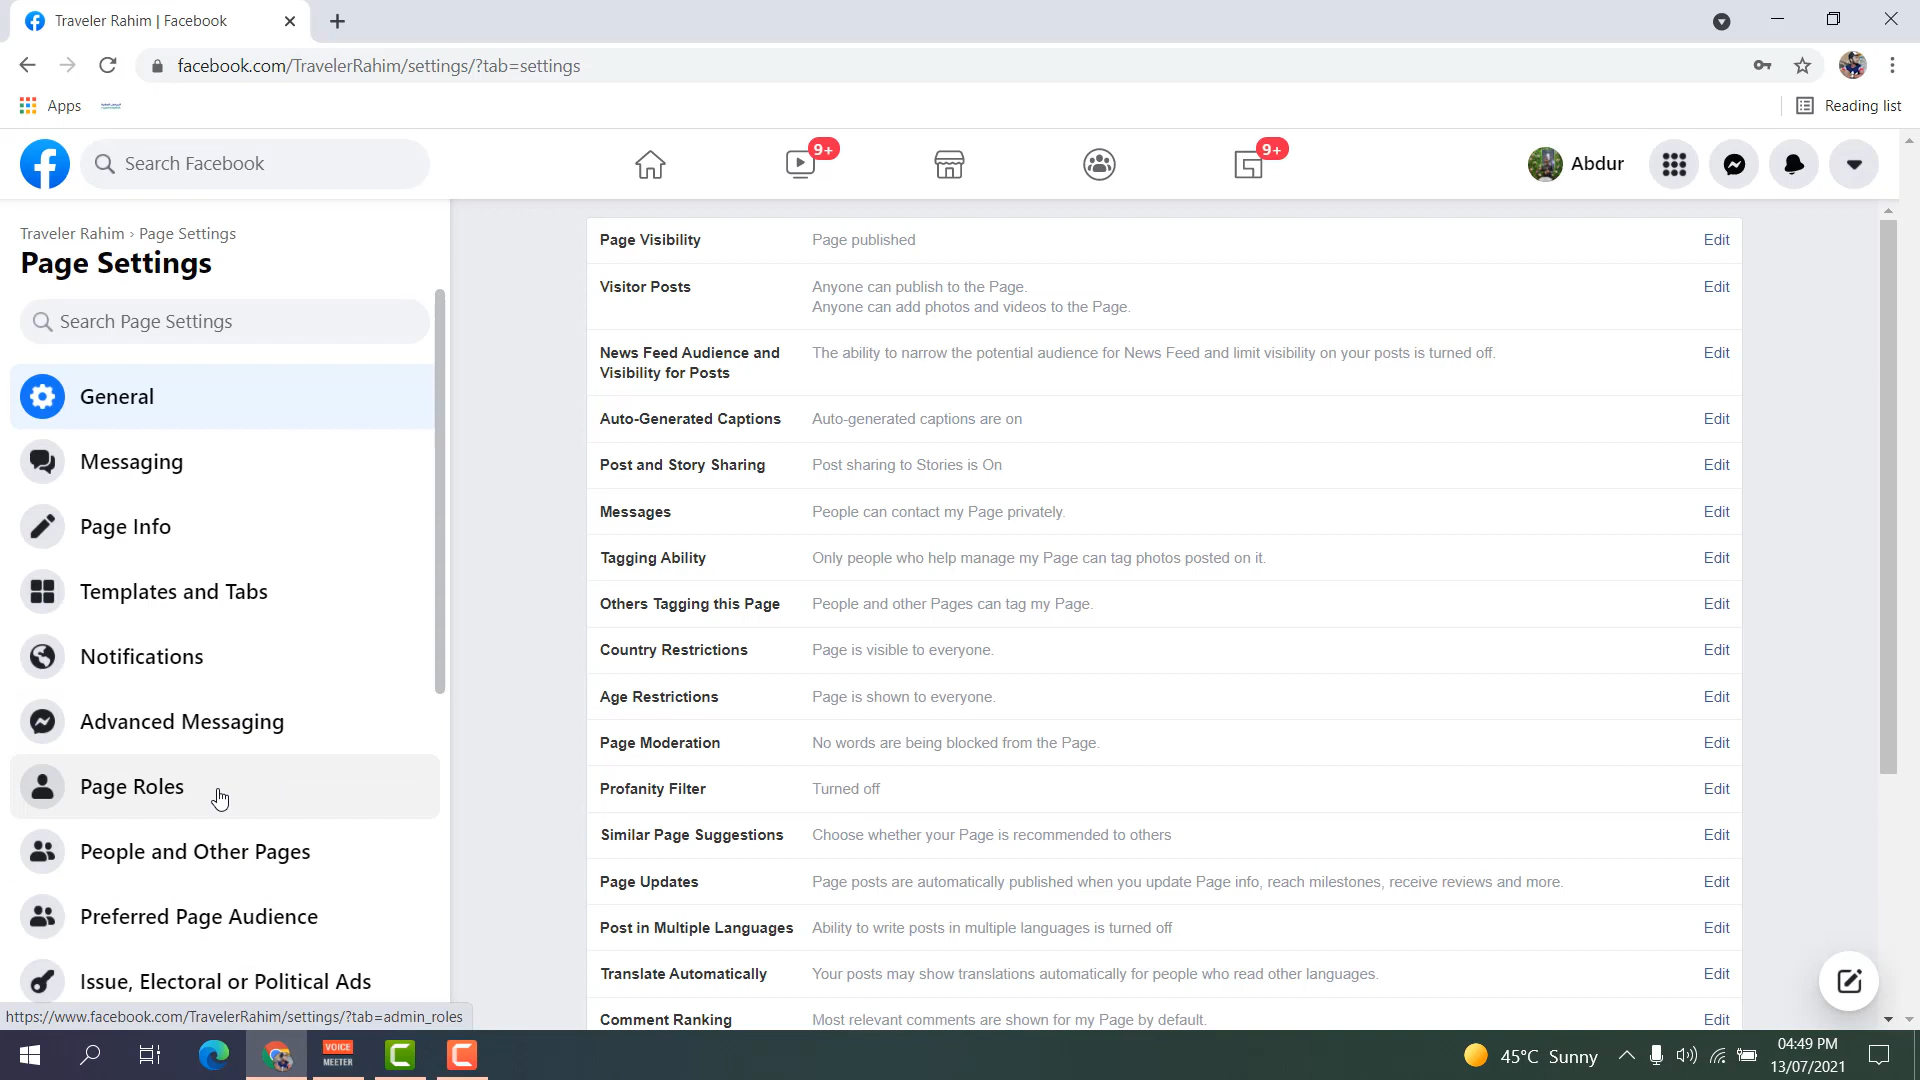 Traveler Rahim | Facebook
facebook.com/TravelerRahim/settings/?tab=settings
Apps
Reading list
Search Facebook
9+
9+
Abdur
Traveler Rahim › Page Settings
Page Settings
Search Page Settings
General
Messaging
Page Info
Templates and Tabs
Notifications
Advanced Messaging
Page Roles
People and Other Pages
Preferred Page Audience
Issue, Electoral or Political Ads
https://www.facebook.com/TravelerRahim/settings/?tab=admin_roles
Page Visibility Page published Edit
Visitor Posts Anyone can publish to the Page. Edit
Anyone can add photos and videos to the Page.
News Feed Audience and The ability to narrow the potential audience for News Feed and limit visibility on your posts is turned off. Edit
Visibility for Posts
Auto-Generated Captions Auto-generated captions are on Edit
Post and Story Sharing Post sharing to Stories is On Edit
Messages People can contact my Page privately. Edit
Tagging Ability Only people who help manage my Page can tag photos posted on it. Edit
Others Tagging this Page People and other Pages can tag my Page. Edit
Country Restrictions Page is visible to everyone. Edit
Age Restrictions Page is shown to everyone. Edit
Page Moderation No words are being blocked from the Page. Edit
Profanity Filter Turned off Edit
Similar Page Suggestions Choose whether your Page is recommended to others Edit
Page Updates Page posts are automatically published when you update Page info, reach milestones, receive reviews and more. Edit
Post in Multiple Languages Ability to write posts in multiple languages is turned off Edit
Translate Automatically Your posts may show translations automatically for people who read other languages. Edit
Comment Ranking Most relevant comments are shown for my Page by default. Edit
VOICE
MEETER
45°C Sunny
04:49 PM
13/07/2021